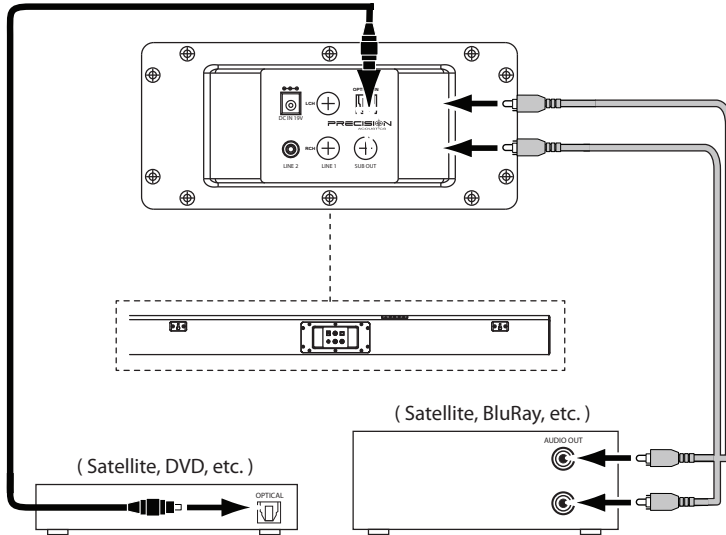 OPTICAL IN
LCH
DC IN 19V
PRECISION
ACOUSTICS
RCH
LINE 2
LINE 1
SUB OUT
( Satellite, BluRay, etc. )
AUDIO OUT
( Satellite, DVD, etc. )
OPTICAL